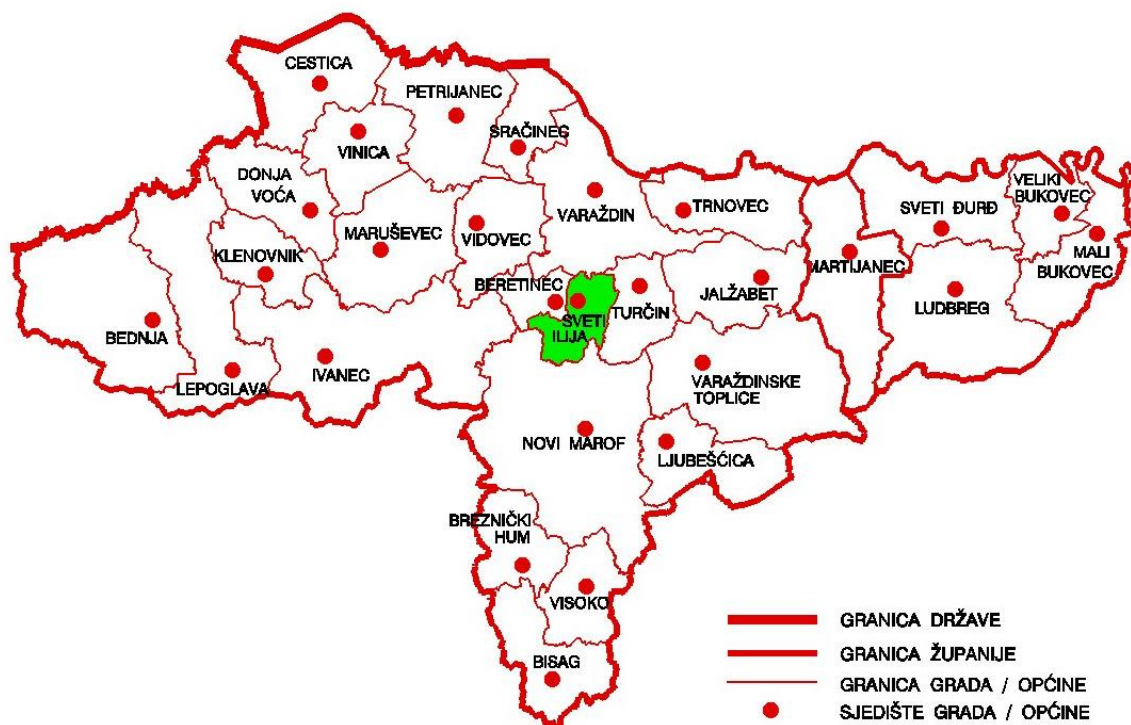 CESTICA
PETRIJANEC
SRAČINEC
VINICA
DONJA
VOĆA
VELIKI
BUKOVEC
SVETI ĐURĐ
TRNOVEC
VARAŽDIN
MARUŠEVEC
VIDOVEC
KLENOVNIK
MALI
BUKOVEC
MARTIJANEC
BERETINEC
JALŽABET
LUDBREG
SVETI
ILIJA
TURČIN
BEDNJA
LEPOGLAVA
IVANEC
VARAŽDINSKE
TOPLICE
NOVI MAROF
LJUBEŠĆICA
BREZNIČKI
HUM
VISOKO
BISAG
GRANICA DRŽAVE
GRANICA ŽUPANIJE
GRANICA GRADA / OPĆINE
SJEDIŠTE GRADA / OPĆINE